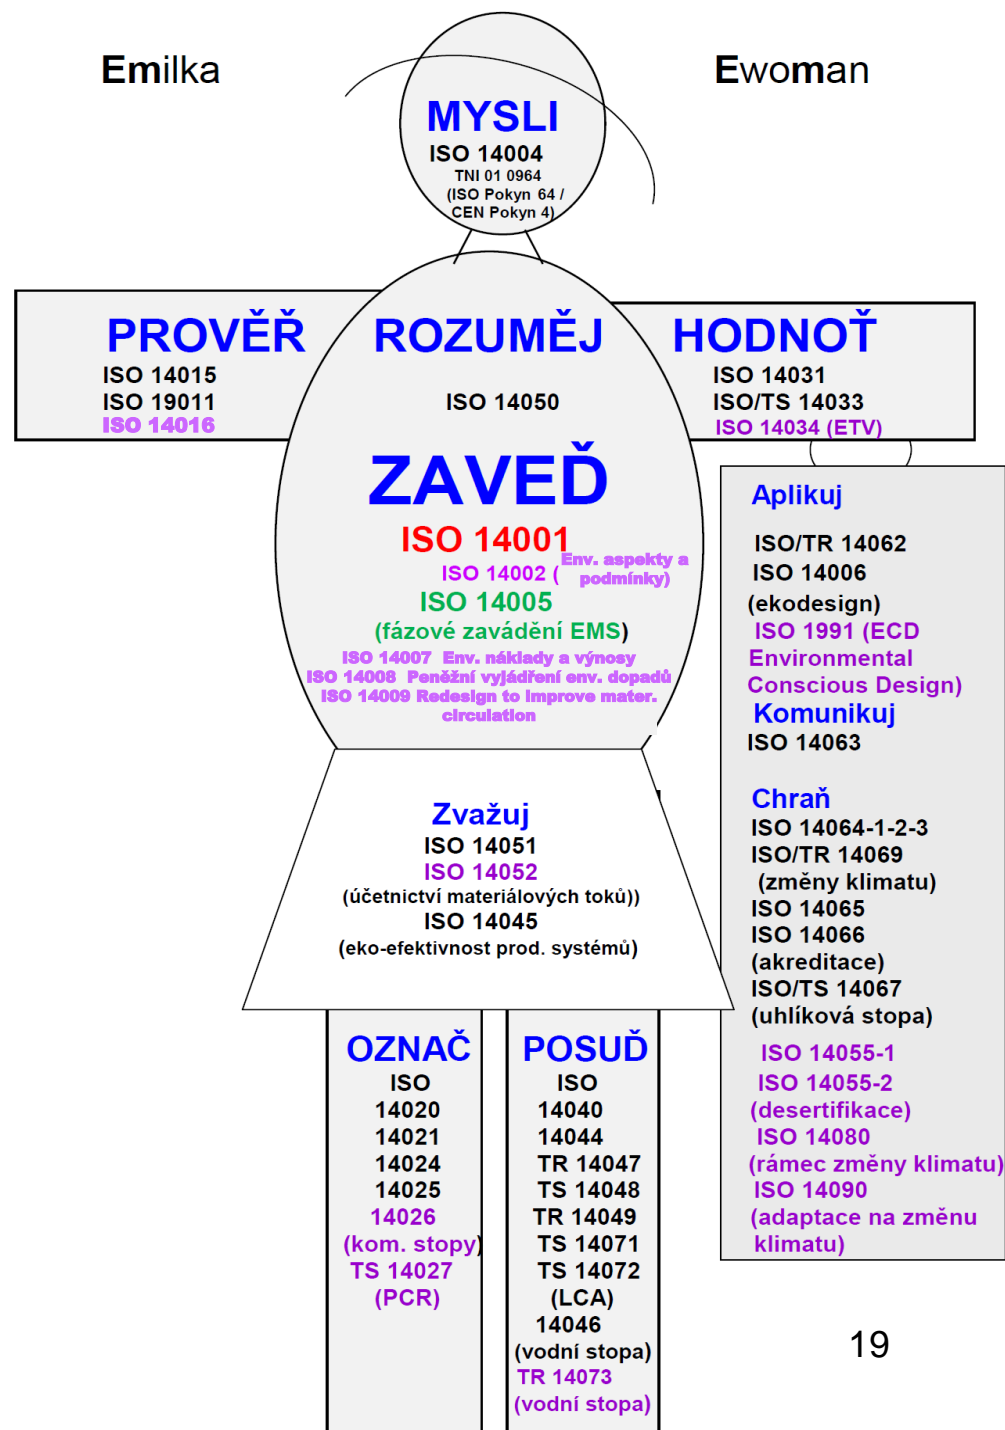 Emilka
Ewoman
MYSLI
ISO 14004
TNI 01 0964
(ISO Pokyn 64 /
CEN Pokyn 4)
PROVĚŘ
ISO 14015
ISO 19011
ISO 14016
ROZUMĚJ
ISO 14050
HODNOŤ
ISO 14031
ISO/TS 14033
ISO 14034 (ETV)
ZAVEĎ
ISO 14001
ISO 14002 ( Env. aspekty a
podmínky)
ISO 14005
(fázové zavádění EMS)
ISO 14007 Env. náklady a výnosy
ISO 14008 Peněžní vyjádření env. dopadů
ISO 14009 Redesign to improve mater.
circulation
Zvažuj
ISO 14051
ISO 14052
(účetnictví materiálových toků))
ISO 14045
(eko-efektivnost prod. systémů)
OZNAČ
ISO
14020
14021
14024
14025
14026
(kom. stopy)
TS 14027
(PCR)
POSUĎ
ISO
14040
14044
TR 14047
TS 14048
TR 14049
TS 14071
TS 14072
(LCA)
14046
(vodní stopa)
TR 14073
(vodní stopa)
Aplikuj
ISO/TR 14062
ISO 14006
(ekodesign)
ISO 1991 (ECD
Environmental
Conscious Design)
Komunikuj
ISO 14063
Chraň
ISO 14064-1-2-3
ISO/TR 14069
(změny klimatu)
ISO 14065
ISO 14066
(akreditace)
ISO/TS 14067
(uhlíková stopa)
ISO 14055-1
ISO 14055-2
(desertifikace)
ISO 14080
(rámec změny klimatu)
ISO 14090
(adaptace na změnu
klimatu)
19